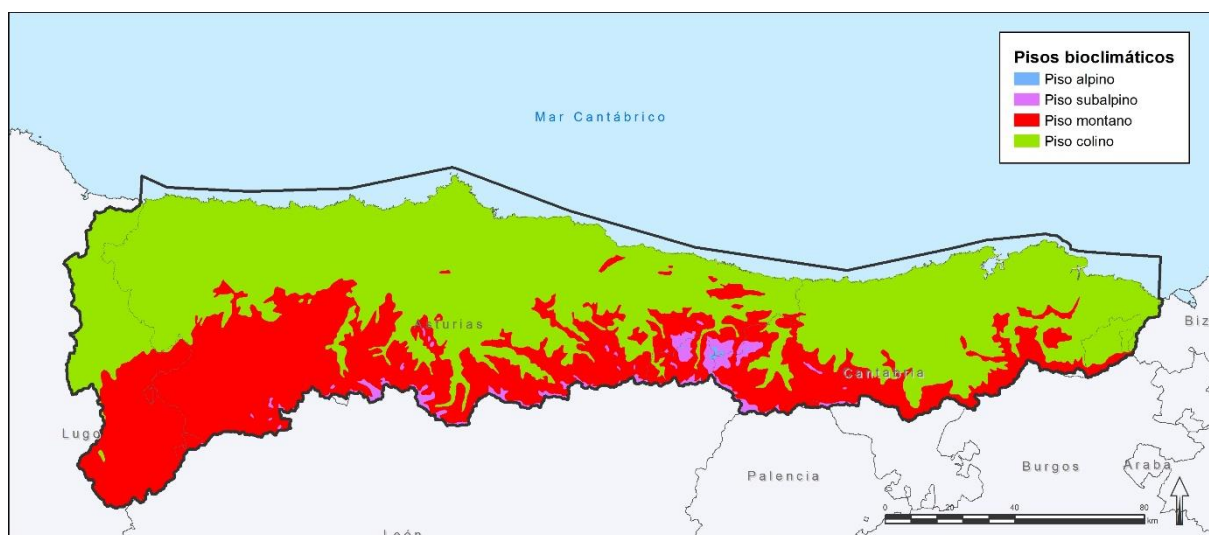 Pisos bioclimáticos
Piso alpino
Piso subalpino
Piso montano
Piso colino
Mar Cantábrico
Asturias
Cantabria
Biz
Lugo
Palencia
Burgos
Araba
León
0 20 40 80
km